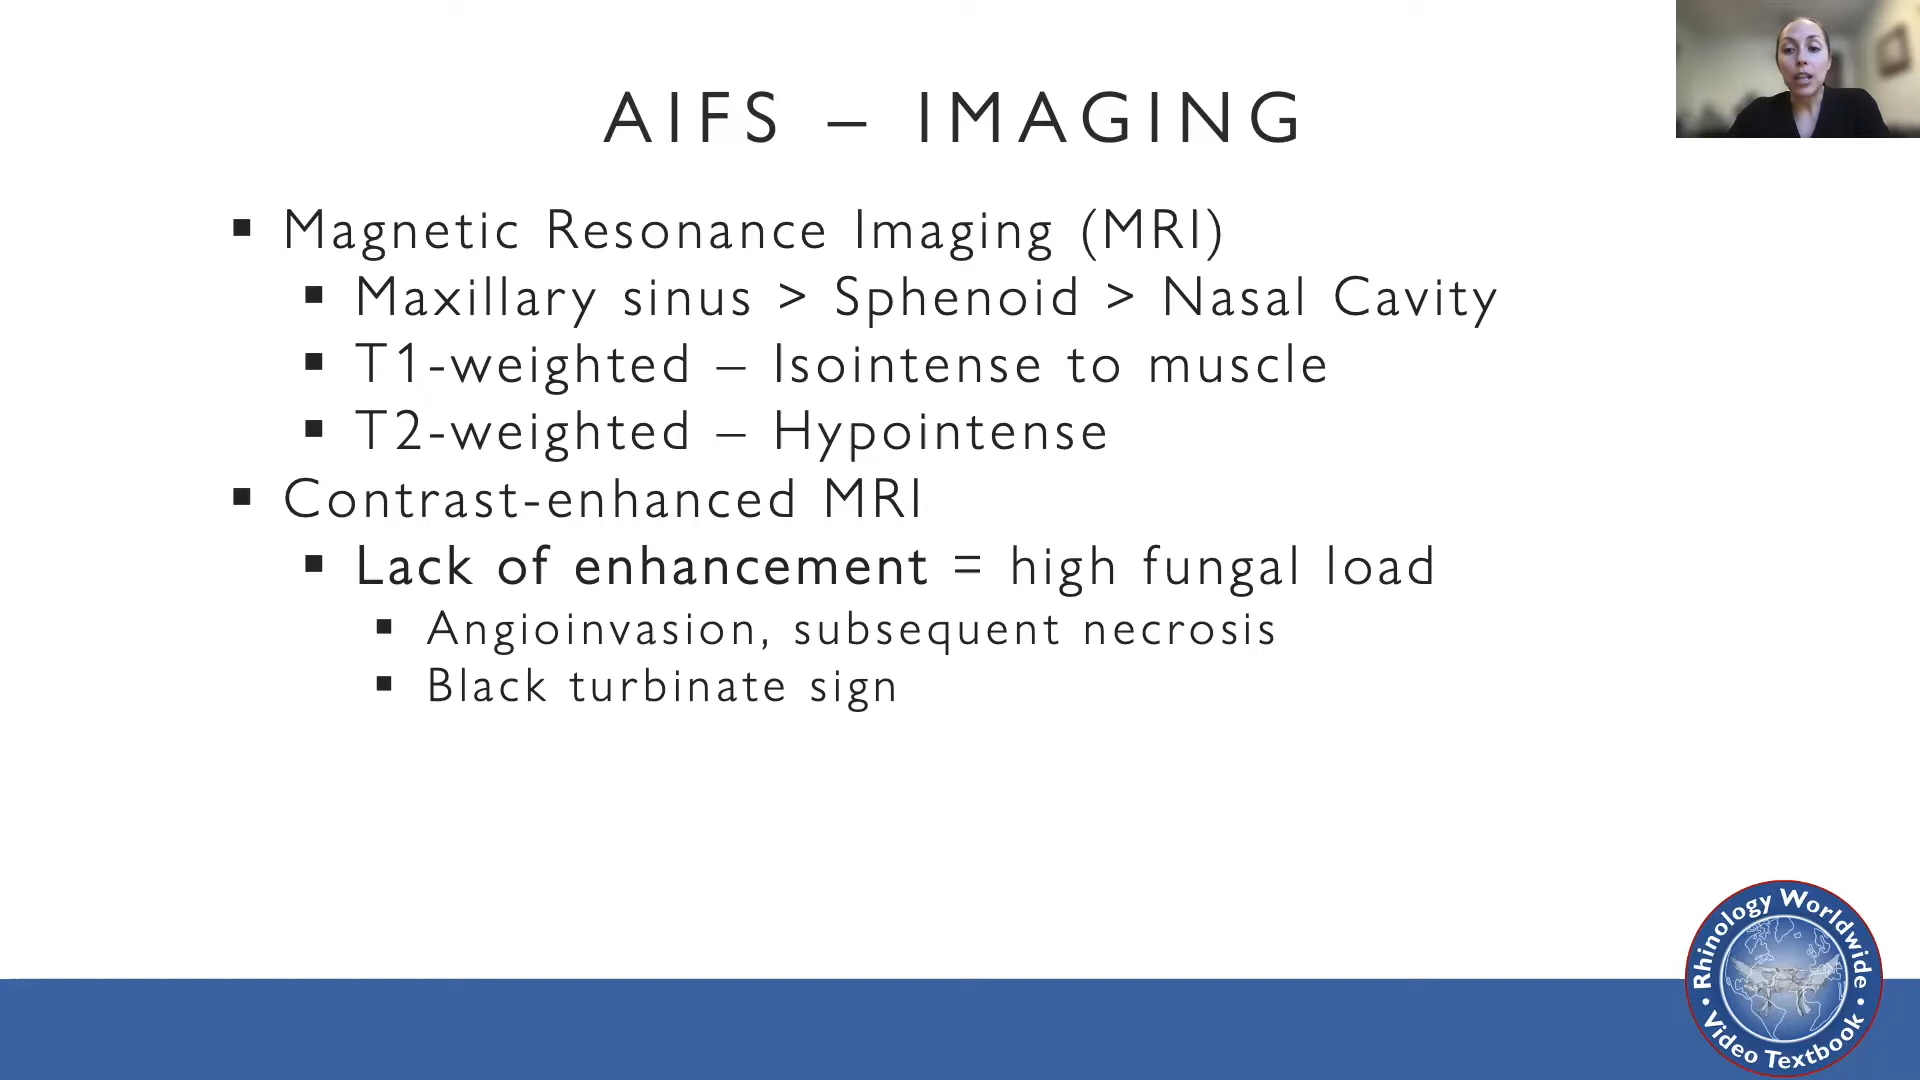 AIFS – IMAGING
▪ Magnetic Resonance Imaging (MRI)
▪ Maxillary sinus > Sphenoid > Nasal Cavity
▪ T1-weighted – Isointense to muscle
▪ T2-weighted – Hypointense
▪ Contrast-enhanced MRI
▪ Lack of enhancement = high fungal load
▪ Angioinvasion, subsequent necrosis
▪ Black turbinate sign
Rhinology Worldwide
• Video Textbook •